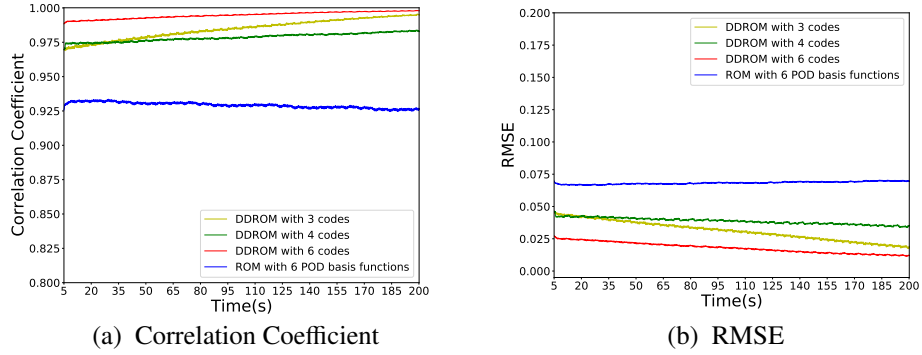 1.000
0.975
0.950
0.925
0.900
0.875
0.850
0.825
0.800
Correlation Coefficient
DDROM with 3 codes
DDROM with 4 codes
DDROM with 6 codes
ROM with 6 POD basis functions
5 20 35 50 65 80 95 110 125 140 155 170 185 200
Time(s)
(a) Correlation Coefficient
0.200
0.175
0.150
0.125
0.100
0.075
0.050
0.025
0.000
RMSE
DDROM with 3 codes
DDROM with 4 codes
DDROM with 6 codes
ROM with 6 POD basis functions
5 20 35 50 65 80 95 110 125 140 155 170 185 200
Time(s)
(b) RMSE